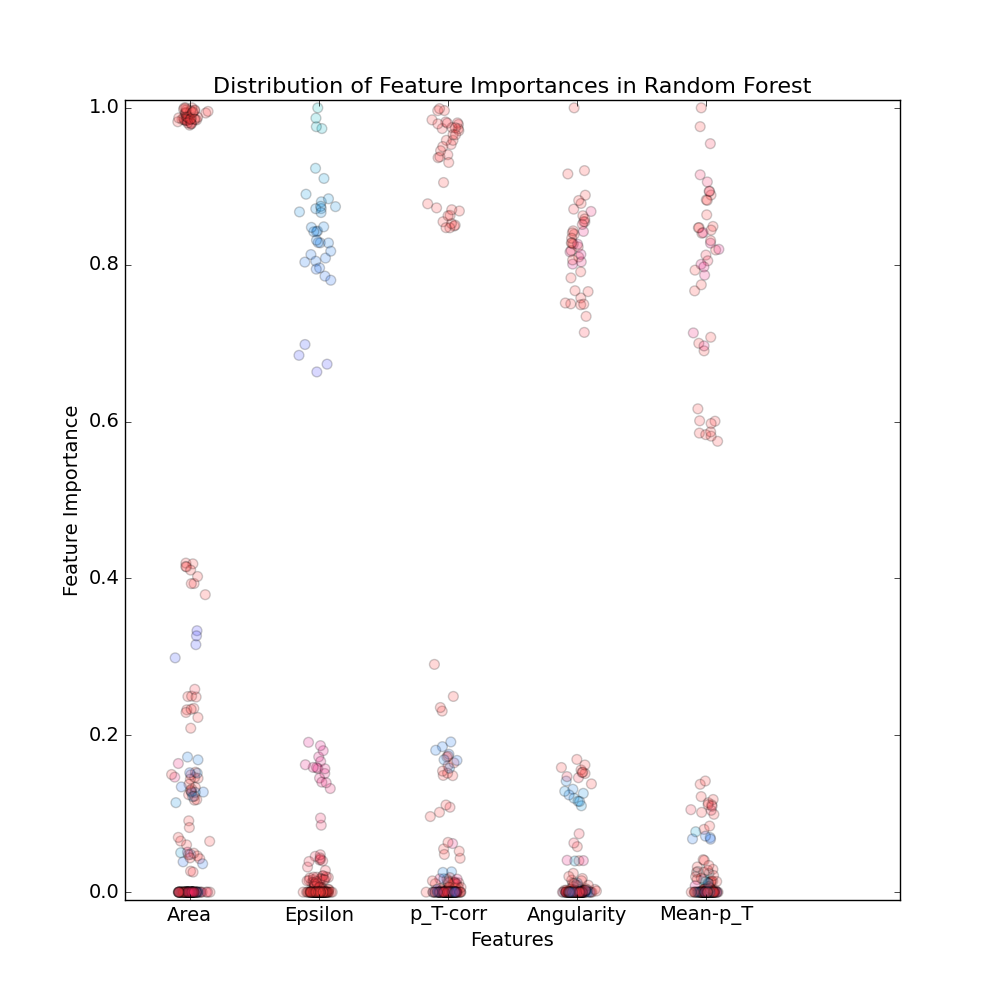 Distribution of Feature Importances in Random Forest
1.0
0.8
0.6
0.4
0.2
0.0
Feature Importance
Area Epsilon p_T-corr Angularity Mean-p_T
Features